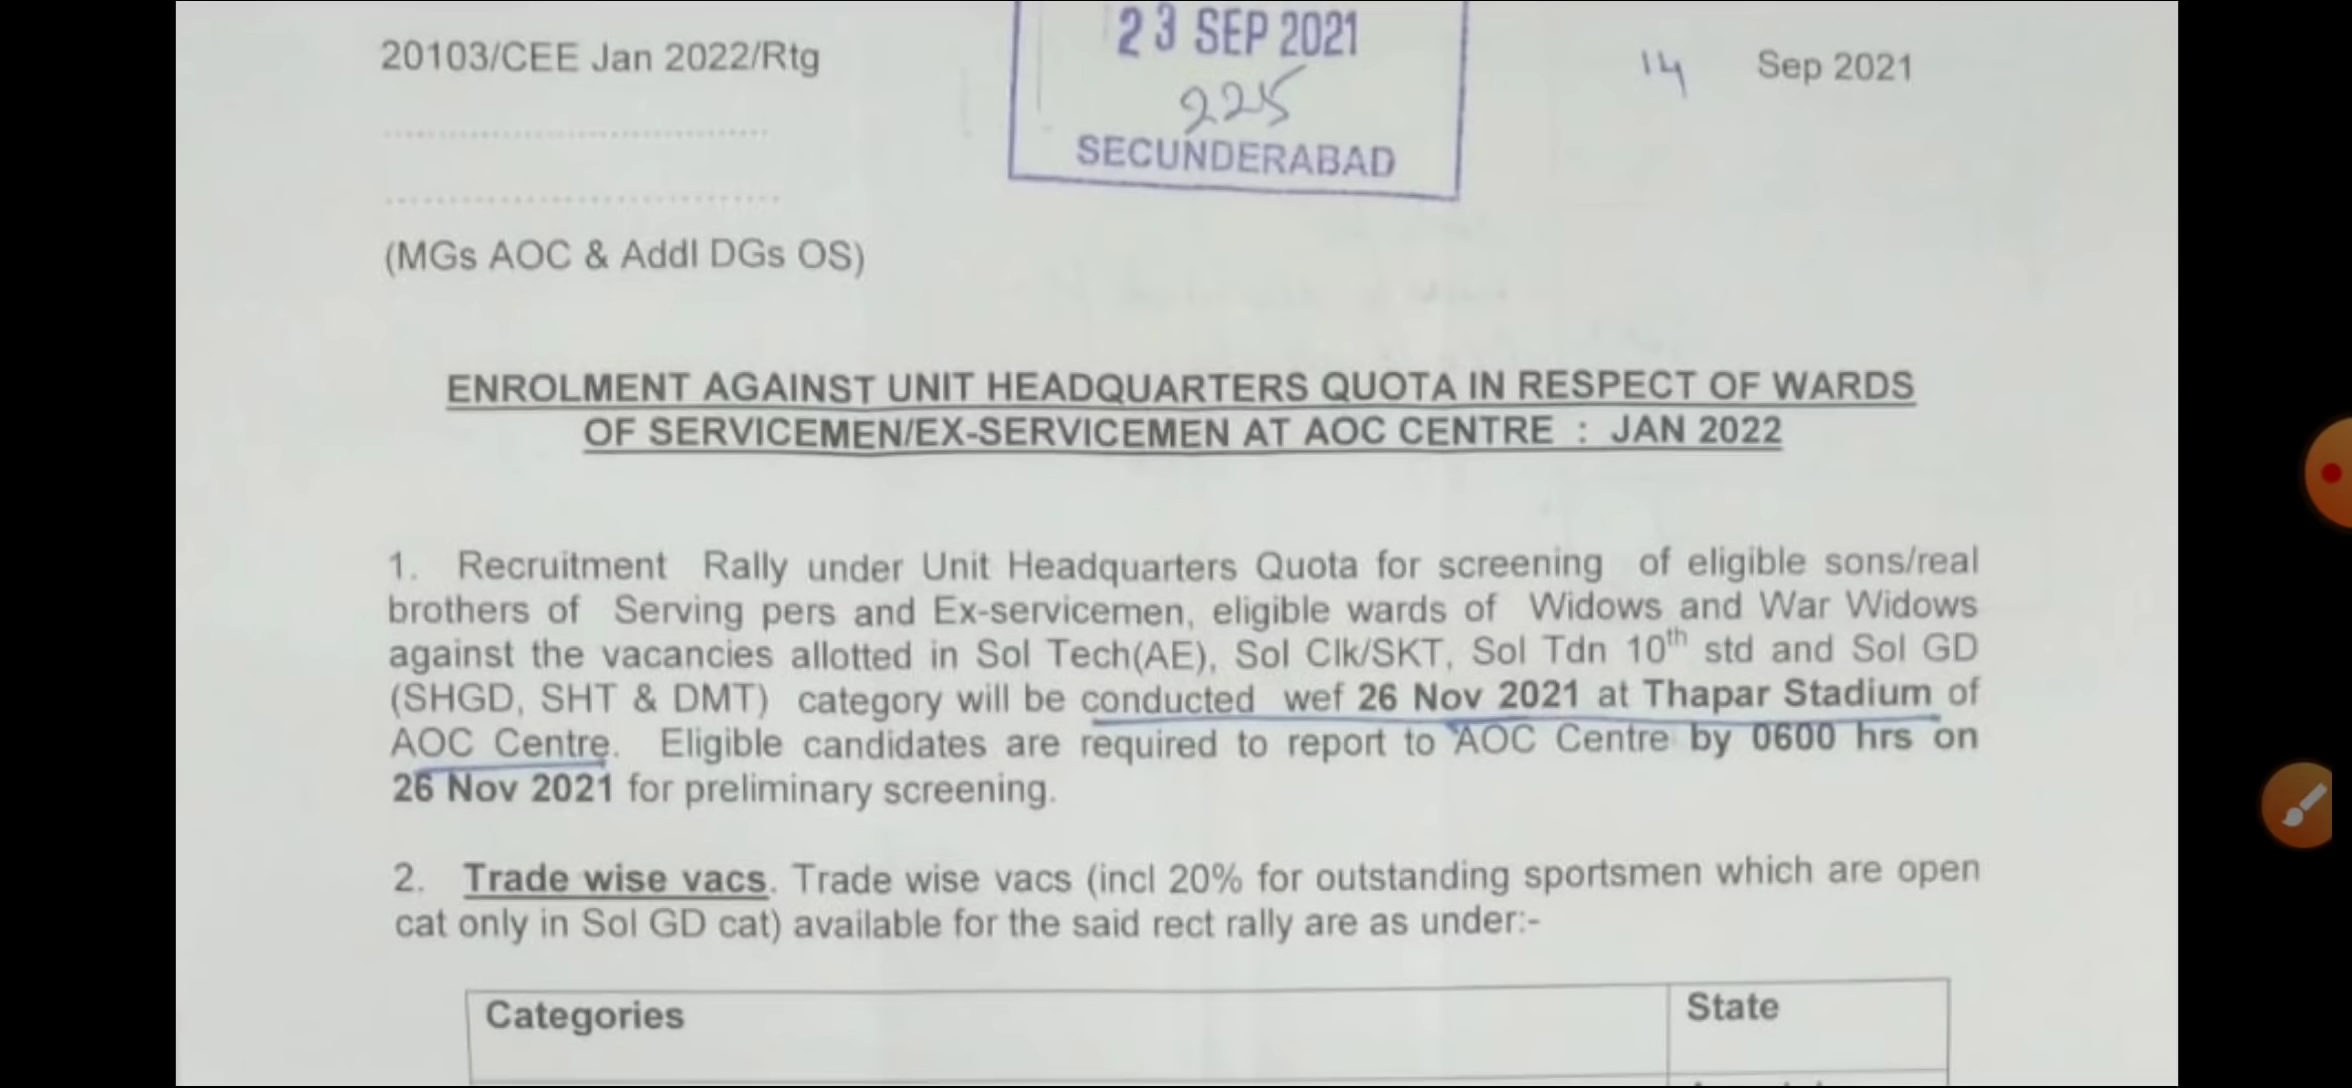 23 SEP 2021
20103/CEE Jan 2022/Rtg
14 Sep 2021
225
SECUNDERABAD
(MGs AOC & Addl DGs OS)
ENROLMENT AGAINST UNIT HEADQUARTERS QUOTA IN RESPECT OF WARDS
OF SERVICEMEN/EX-SERVICEMEN AT AOC CENTRE : JAN 2022
1. Recruitment Rally under Unit Headquarters Quota for screening of eligible sons/real
brothers of Serving pers and Ex-servicemen, eligible wards of Widows and War Widows
against the vacancies allotted in Sol Tech(AE), Sol Clk/SKT, Sol Tdn 10th std and Sol GD
(SHGD, SHT & DMT) category will be conducted wef 26 Nov 2021 at Thapar Stadium of
AOC Centre. Eligible candidates are required to report to AOC Centre by 0600 hrs on
26 Nov 2021 for preliminary screening.
2. Trade wise vacs. Trade wise vacs (incl 20% for outstanding sportsmen which are open
cat only in Sol GD cat) available for the said rect rally are as under:-
Categories
State